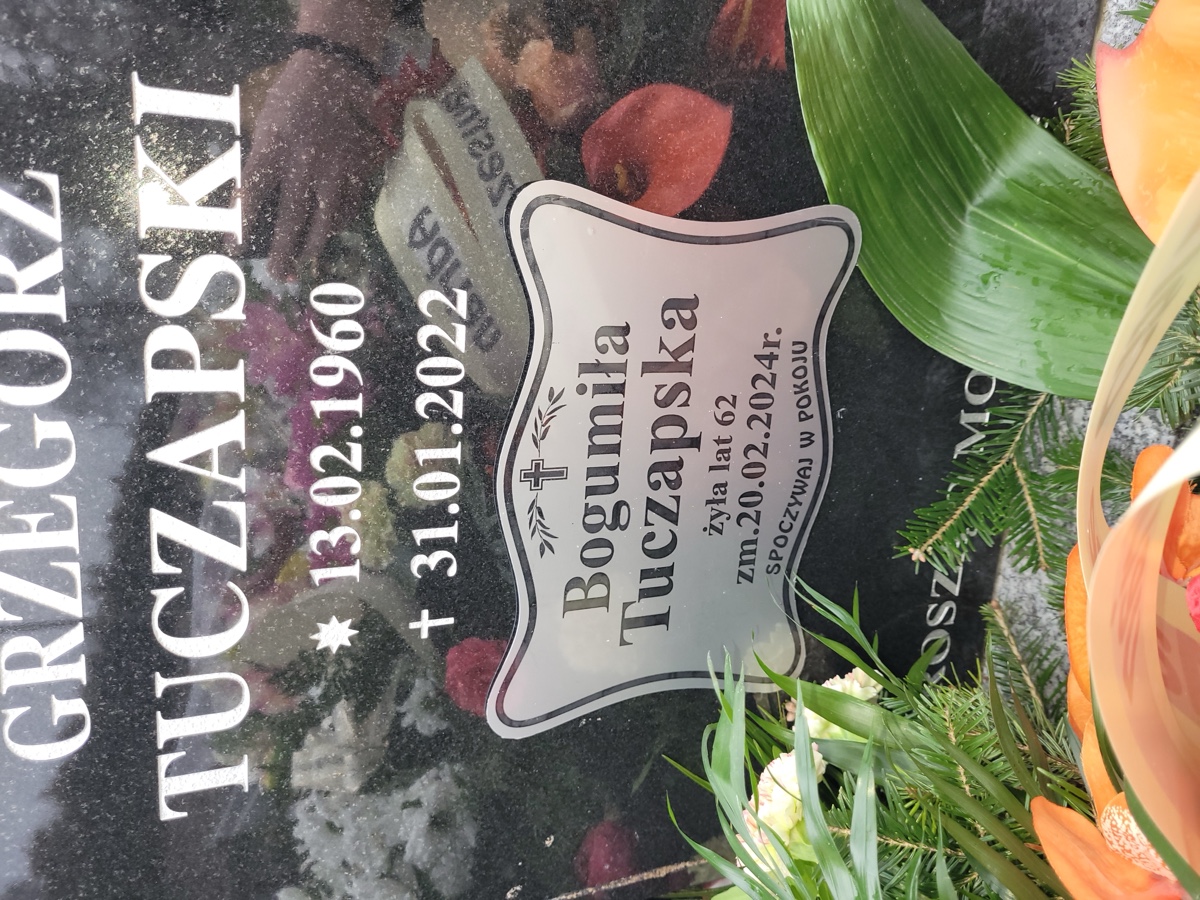 GRZEGORZ
TUCZAPSKI
* 13.02.1960
† 31.01.2022
Bogumiła
Tuczapska
żyła lat 62
zm.20.02.2024r.
SPOCZYWAJ W POKOJU